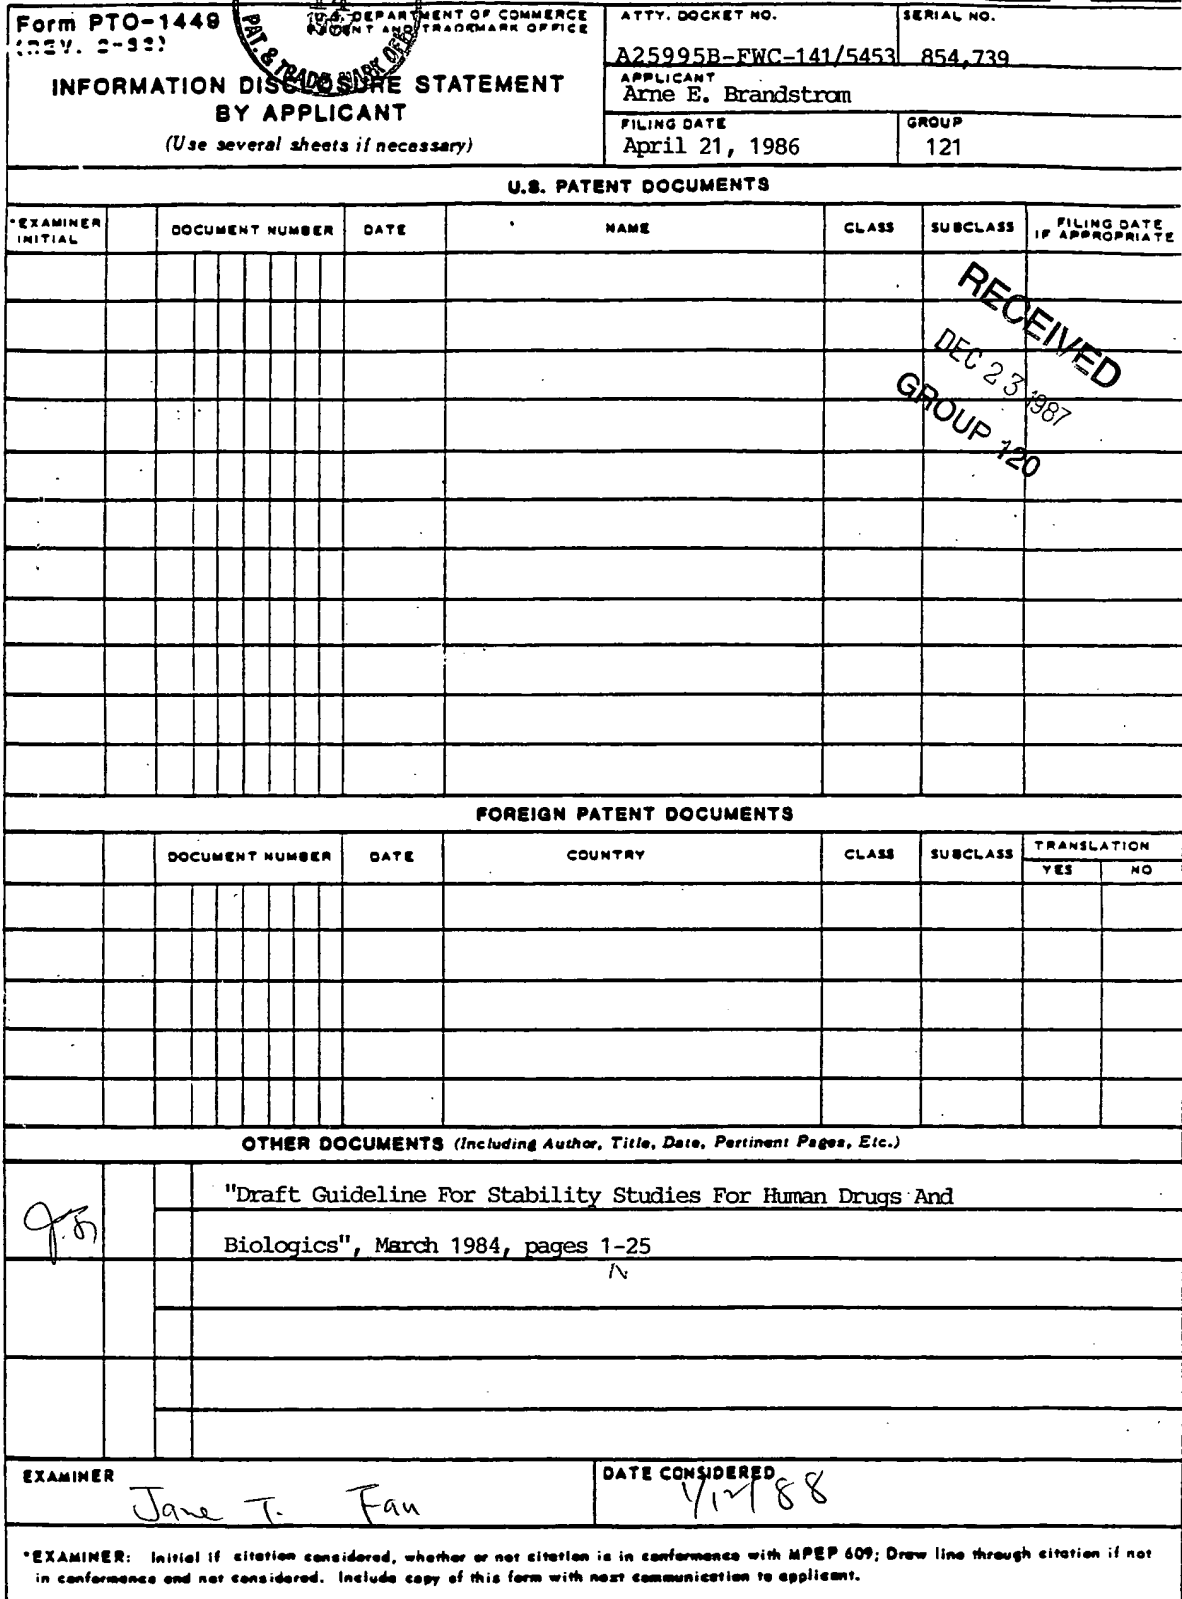 Form PTO-1449
U.S. DEPARTMENT OF COMMERCE
PATENT AND TRADEMARK OFFICE
PAT. & TRADEMARK OFFICE
INFORMATION DISCLOSURE STATEMENT
BY APPLICANT
(Use several sheets if necessary)
ATTY. DOCKET NO.
A25995B-FWC-141/5453
SERIAL NO.
854,739
APPLICANT
Arne E. Brandstrom
FILING DATE
April 21, 1986
GROUP
121
U.S. PATENT DOCUMENTS
*EXAMINER INITIAL DOCUMENT NUMBER DATE NAME CLASS SUBCLASS FILING DATE IF APPROPRIATE
RECEIVED
DEC 23 1987
GROUP 120
FOREIGN PATENT DOCUMENTS
DOCUMENT NUMBER DATE COUNTRY CLASS SUBCLASS TRANSLATION
YES NO
OTHER DOCUMENTS (Including Author, Title, Date, Pertinent Pages, Etc.)
"Draft Guideline For Stability Studies For Human Drugs And
Biologics", March 1984, pages 1-25
EXAMINER
Jane T. Fan
DATE CONSIDERED
1/12/88
*EXAMINER: Initial if citation considered, whether or not citation is in conformance with MPEP 609; Draw line through citation if not
in conformance and not considered. Include copy of this form with next communication to applicant.